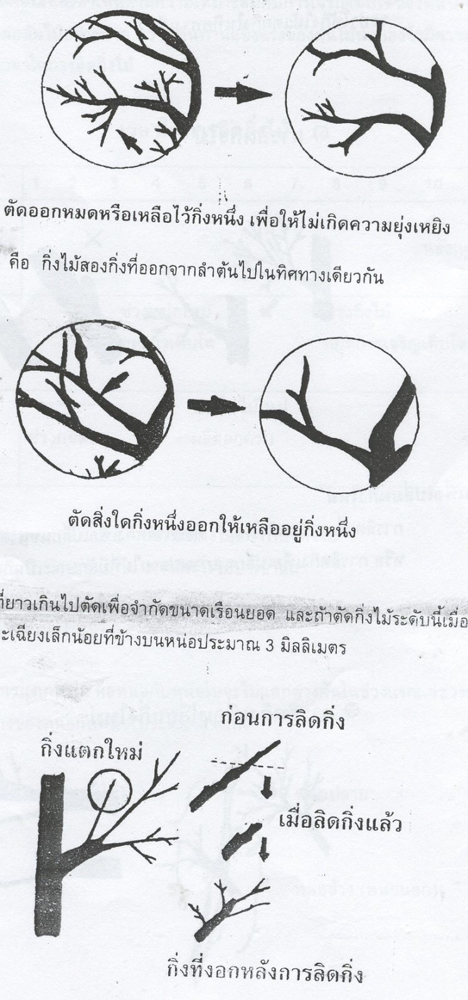 ตัดออกหมดหรือเหลือไว้กิ่งหนึ่ง เพื่อให้ไม่เกิดความยุ่งเหยิง
คือ กิ่งไม้สองกิ่งที่ออกจากลำต้นไปในทิศทางเดียวกัน
ตัดสิ่งใดกิ่งหนึ่งออกให้เหลืออยู่กิ่งหนึ่ง
ที่ยาวเกินไปตัดเพื่อจำกัดขนาดเรือนยอด และถ้าตัดกิ่งไม้ระดับนี้เมื่อ
ะเฉียงเล็กน้อยที่ข้างบนหน่อประมาณ 3 มิลลิเมตร
ก่อนการลิดกิ่ง
กิ่งแตกใหม่
เมื่อลิดกิ่งแล้ว
กิ่งที่งอกหลังการลิดกิ่ง